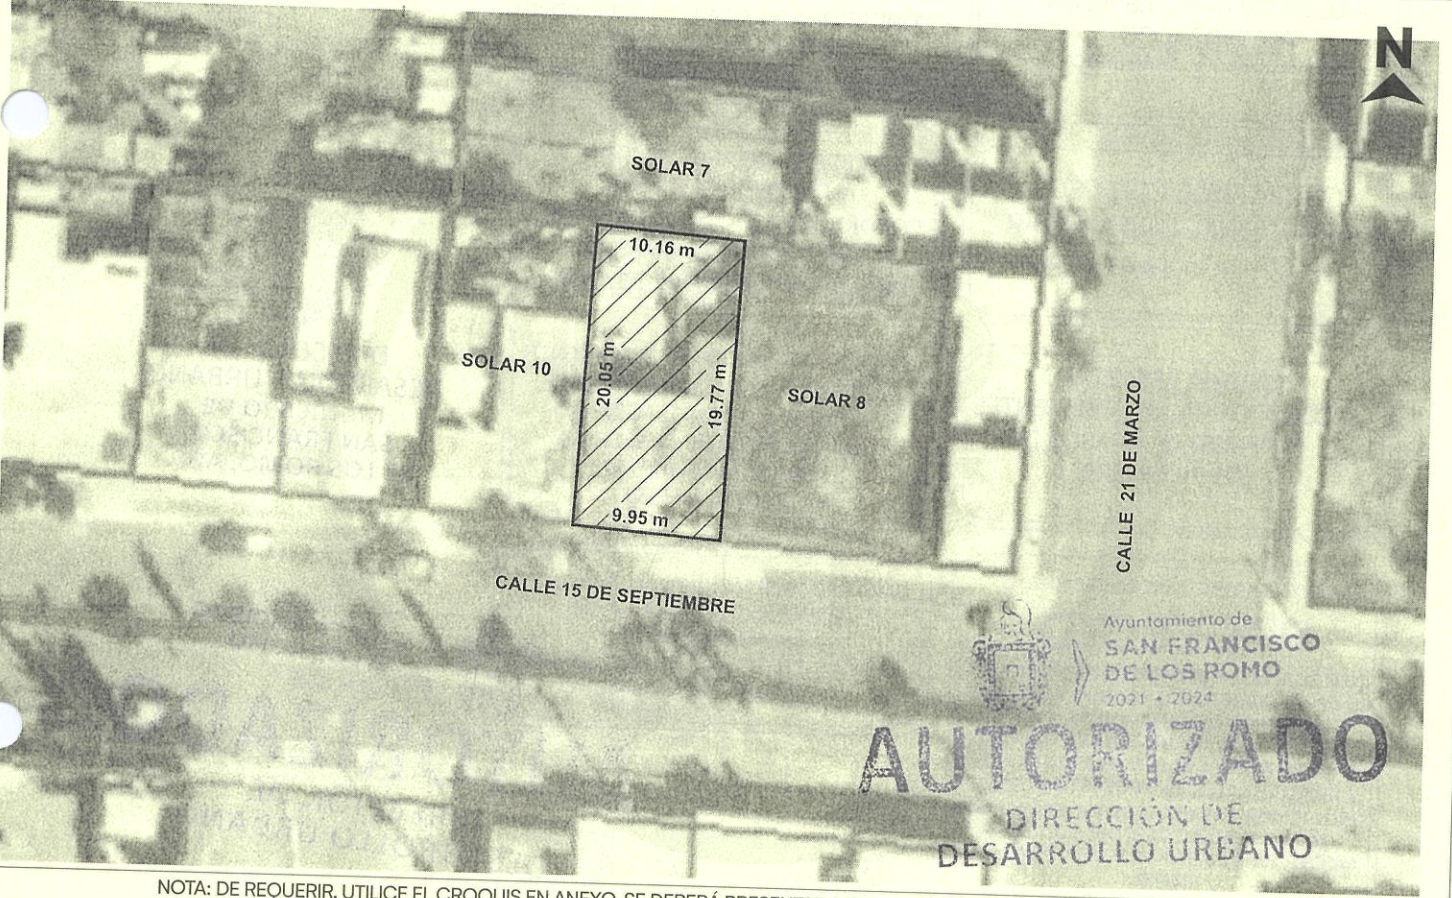 N
SOLAR 7
10.16 m
SOLAR 10
20.05 m
19.77 m
SOLAR 8
CALLE 21 DE MARZO
9.95 m
CALLE 15 DE SEPTIEMBRE
Ayuntamiento de
SAN FRANCISCO
DE LOS ROMO
2021 • 2024
AUTORIZADO
DIRECCIÓN DE
DESARROLLO URBANO
NOTA: DE REQUERIR, UTILICE EL CROQUIS EN ANEXO, SE DEBERÁ